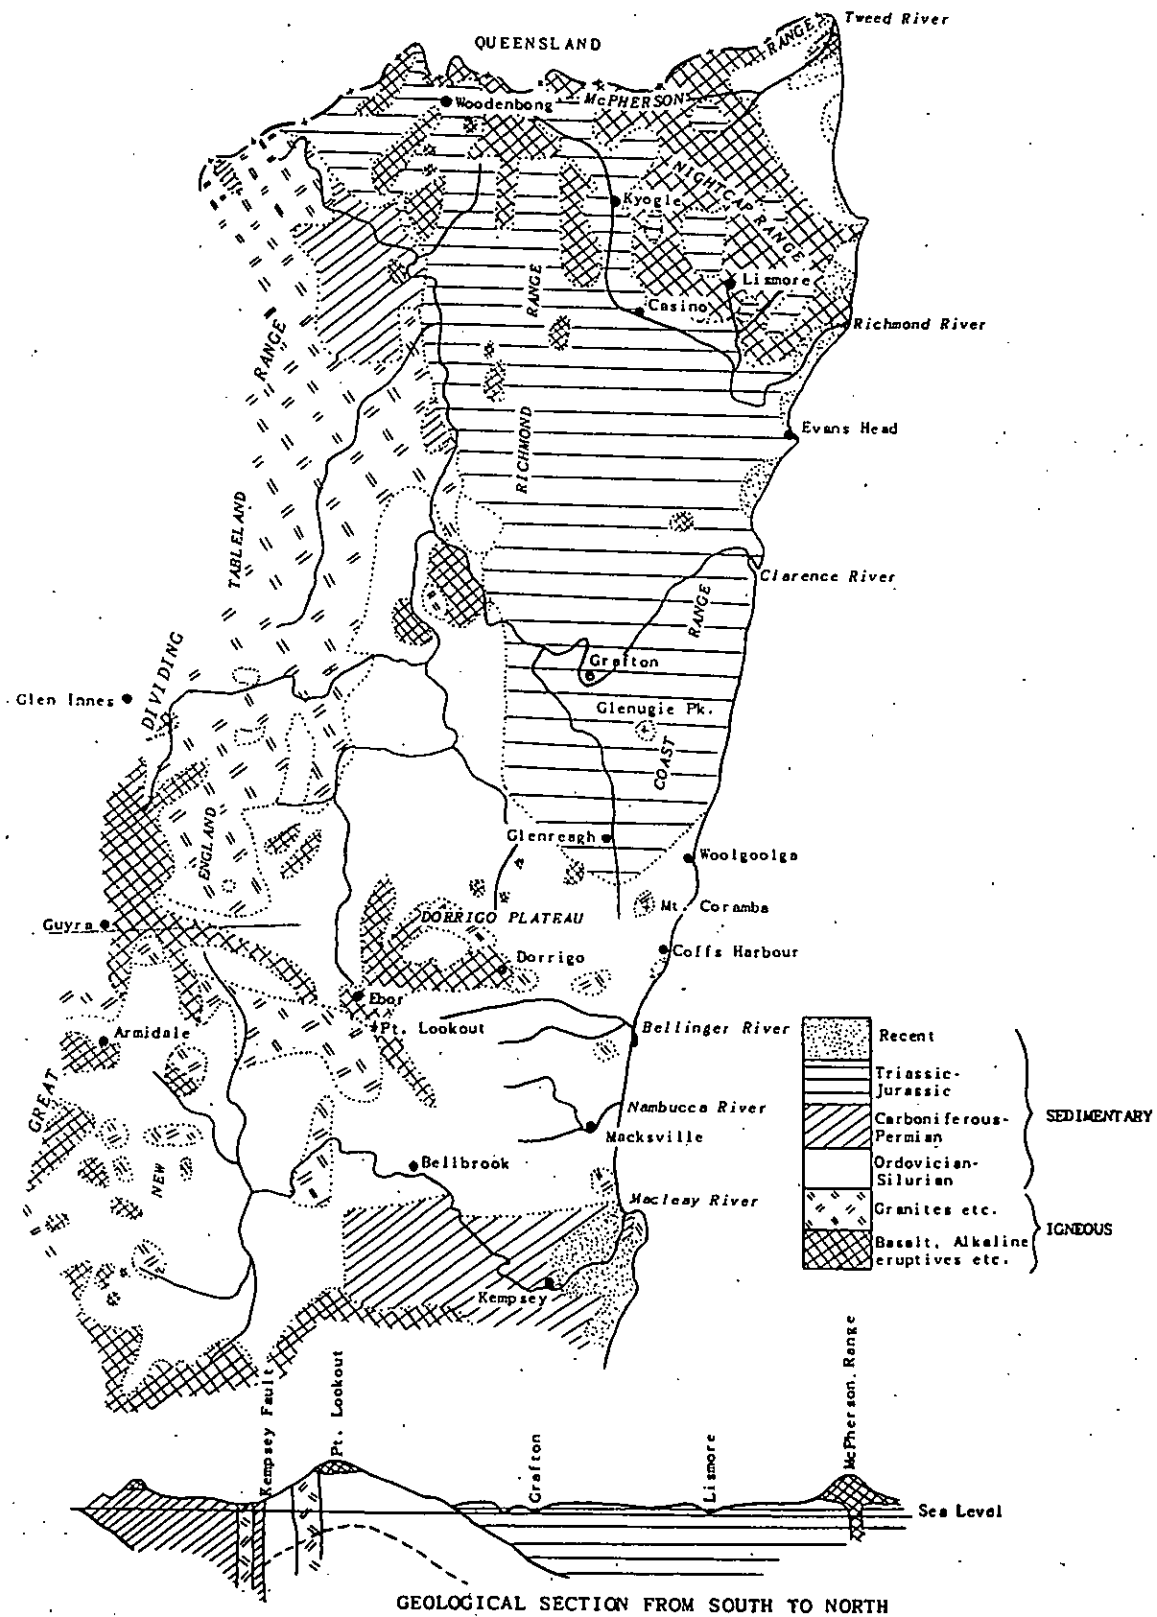 Tweed River
QUEENSLAND
RANGE
McPHERSON
Woodenbong
NIGHTCAP RANGE
Kyogle
RANGE
Lismore
Casino
Richmond River
RANGE
RICHMOND
Evans Head
TABLELAND
Clarence River
RANGE
DIVIDING
Grafton
Glen Innes
Glenugie Pk.
COAST
ENGLAND
Glenreagh
Woolgoolga
Mt. Coramba
Guyra
DORRIGO PLATEAU
Coffs Harbour
Dorrigo
Ebor
Pt. Lookout
Bellinger River
Armidale
GREAT
Nambucca River
Macksville
NEW
Bellbrook
Macleay River
Kempsey
Recent
Triassic-
Jurassic
Carboniferous-
Permian
Ordovician-
Silurian
SEDIMENTARY
Granites etc.
Basalt, Alkaline
eruptives etc.
IGNEOUS
Kempsey Fault
Pt. Lookout
Grafton
Lismore
McPherson Range
Sea Level
GEOLOGICAL SECTION FROM SOUTH TO NORTH